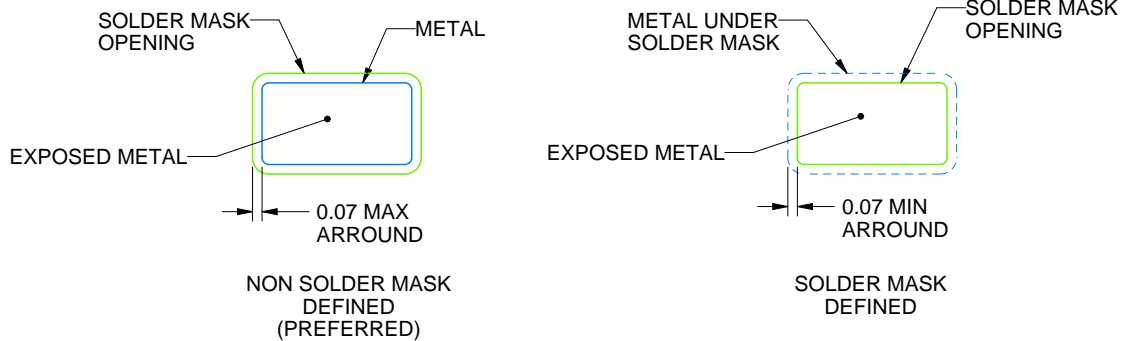 SOLDER MASK
OPENING
METAL
EXPOSED METAL
0.07 MAX
ARROUND
NON SOLDER MASK
DEFINED
(PREFERRED)
METAL UNDER
SOLDER MASK
SOLDER MASK
OPENING
EXPOSED METAL
0.07 MIN
ARROUND
SOLDER MASK
DEFINED